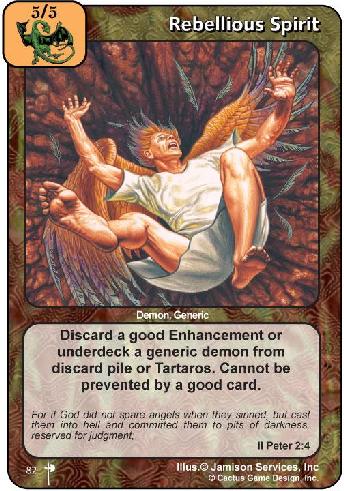 5/5
Rebellious Spirit
Demon, Generic
Discard a good Enhancement or
underdeck a generic demon from
discard pile or Tartaros. Cannot be
prevented by a good card.
For if God did not spare angels when they sinned, but cast
them into hell and committed them to pits of darkness,
reserved for judgment;
II Peter 2:4
82
Illus.© Jamison Services, Inc
© Cactus Game Design, Inc.